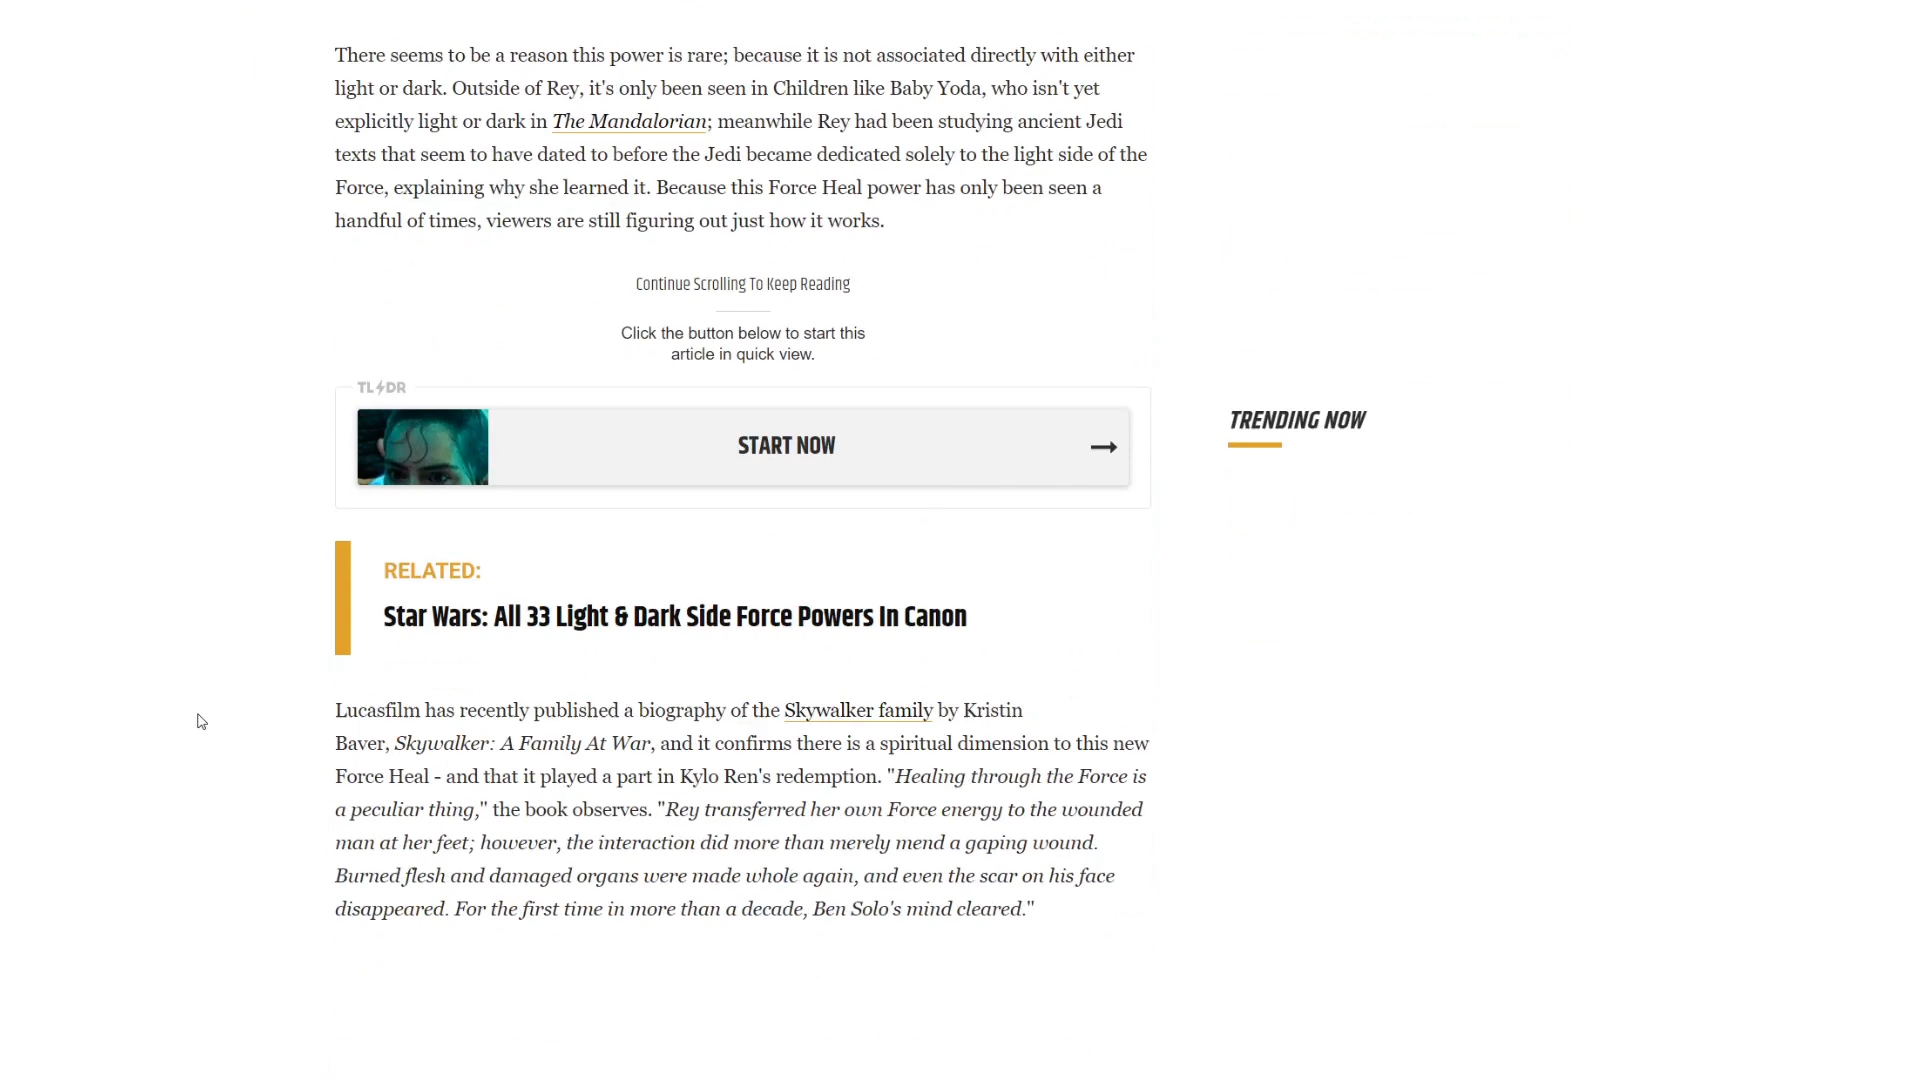 There seems to be a reason this power is rare; because it is not associated directly with either
light or dark. Outside of Rey, it's only been seen in Children like Baby Yoda, who isn't yet
explicitly light or dark in The Mandalorian; meanwhile Rey had been studying ancient Jedi
texts that seem to have dated to before the Jedi became dedicated solely to the light side of the
Force, explaining why she learned it. Because this Force Heal power has only been seen a
handful of times, viewers are still figuring out just how it works.
Continue Scrolling To Keep Reading
Click the button below to start this
article in quick view.
TL DR
START NOW
TRENDING NOW
RELATED:
Star Wars: All 33 Light & Dark Side Force Powers In Canon
Lucasfilm has recently published a biography of the Skywalker family by Kristin
Baver, Skywalker: A Family At War, and it confirms there is a spiritual dimension to this new
Force Heal - and that it played a part in Kylo Ren's redemption. "Healing through the Force is
a peculiar thing," the book observes. "Rey transferred her own Force energy to the wounded
man at her feet; however, the interaction did more than merely mend a gaping wound.
Burned flesh and damaged organs were made whole again, and even the scar on his face
disappeared. For the first time in more than a decade, Ben Solo's mind cleared."